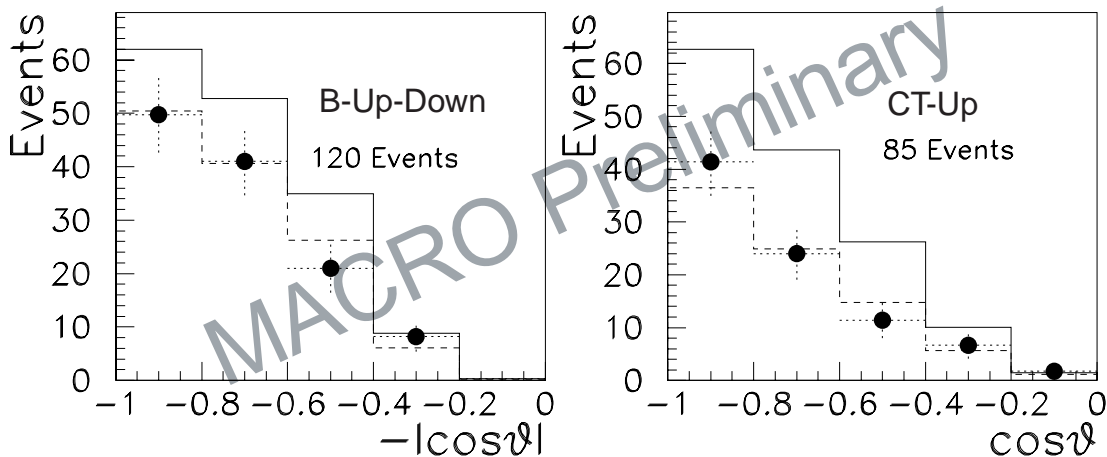 Events
60
50
40
30
20
10
0
B-Up-Down
120 Events
−1 −0.8 −0.6 −0.4 −0.2 0
−|cosϑ|
Events
60
50
40
30
20
10
0
CT-Up
85 Events
−1 −0.8 −0.6 −0.4 −0.2 0
cosϑ
MACRO Preliminary